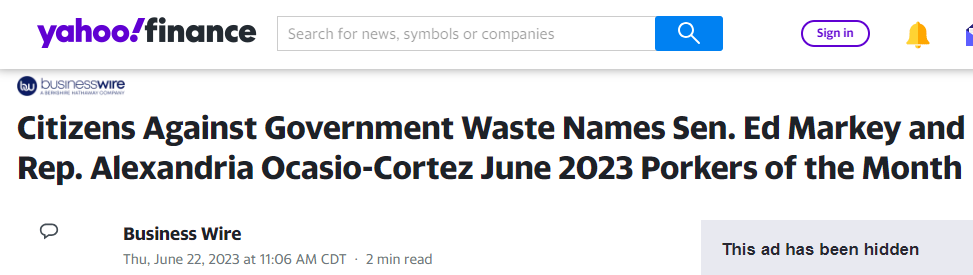 yahoo!finance
Search for news, symbols or companies
Sign in
businesswire
A BERKSHIRE HATHAWAY COMPANY
Citizens Against Government Waste Names Sen. Ed Markey and
Rep. Alexandria Ocasio-Cortez June 2023 Porkers of the Month
Business Wire
Thu, June 22, 2023 at 11:06 AM CDT · 2 min read
This ad has been hidden